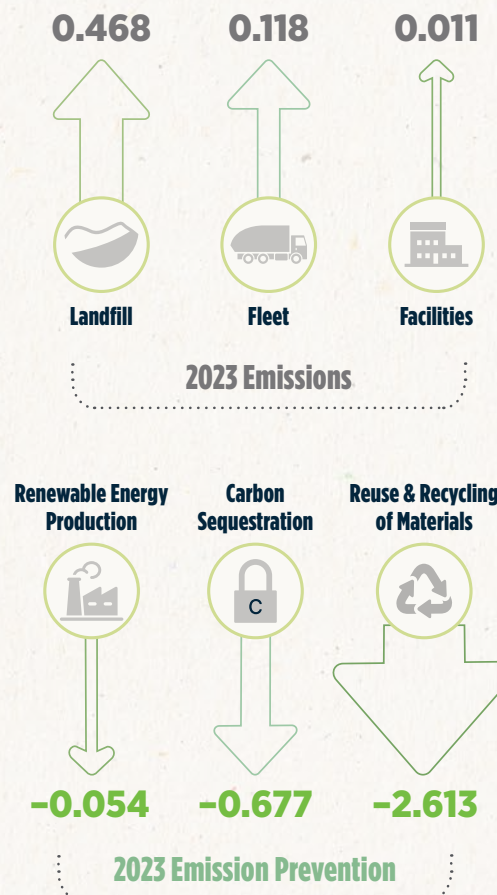 0.468 0.118 0.011
Landfill Fleet Facilities
2023 Emissions
Renewable Energy
Production
Carbon
Sequestration
Reuse & Recycling
of Materials
C
–0.054 –0.677 –2.613
2023 Emission Prevention